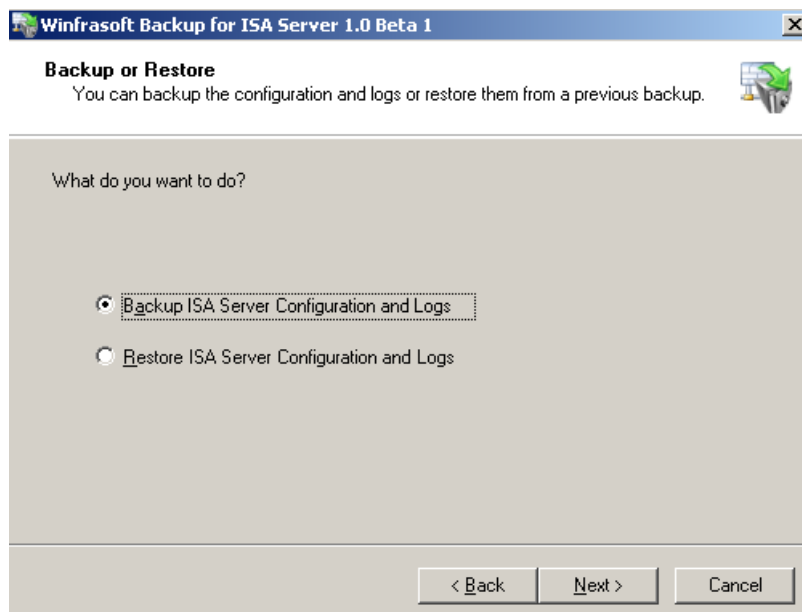 Winfrasoft Backup for ISA Server 1.0 Beta 1
Backup or Restore
You can backup the configuration and logs or restore them from a previous backup.
What do you want to do?
Backup ISA Server Configuration and Logs
Restore ISA Server Configuration and Logs
< Back Next > Cancel